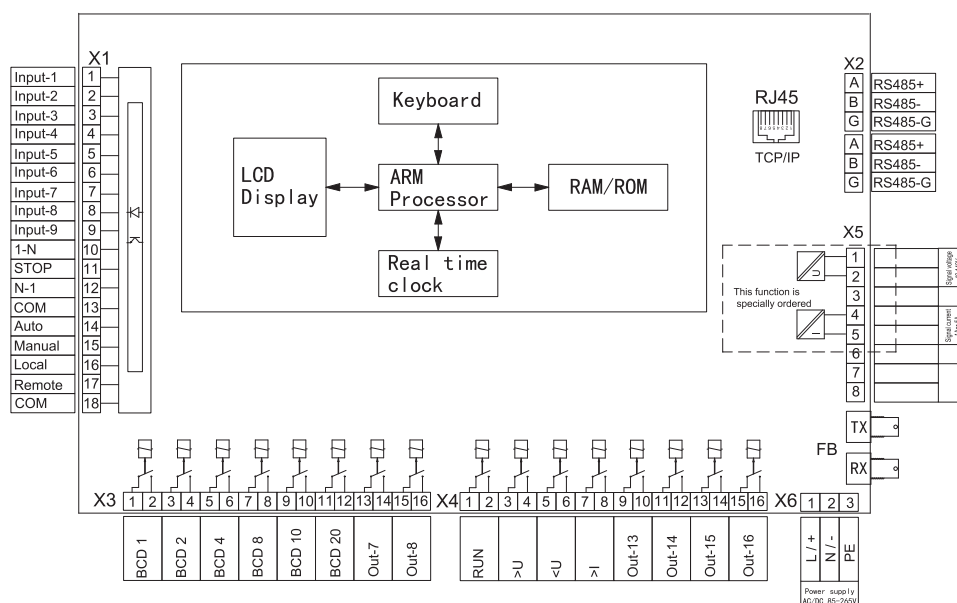 X1
Input-1 1
Input-2 2
Input-3 3
Input-4 4
Input-5 5
Input-6 6
Input-7 7
Input-8 8
Input-9 9
1-N 10
STOP 11
N-1 12
COM 13
Auto 14
Manual 15
Local 16
Remote 17
COM 18
Keyboard
LCD
Display
ARM
Processor
RAM/ROM
Real time
clock
RJ45
TCP/IP
X2
A RS485+
B RS485-
G RS485-G
A RS485+
B RS485-
G RS485-G
X5
1
2
3
4
5
6
7
8
U
I
This function is
specially ordered
Signal voltage
Signal current
FB
TX
RX
X3 1 2 3 4 5 6 7 8 9 10 11 12 13 14 15 16
BCD 1
BCD 2
BCD 4
BCD 8
BCD 10
BCD 20
Out-7
Out-8
X4 1 2 3 4 5 6 7 8 9 10 11 12 13 14 15 16
RUN
>U
<U
>I
Out-13
Out-14
Out-15
Out-16
X6 1 2 3
L / +
N / -
PE
Power supply
AC/DC 85-265V